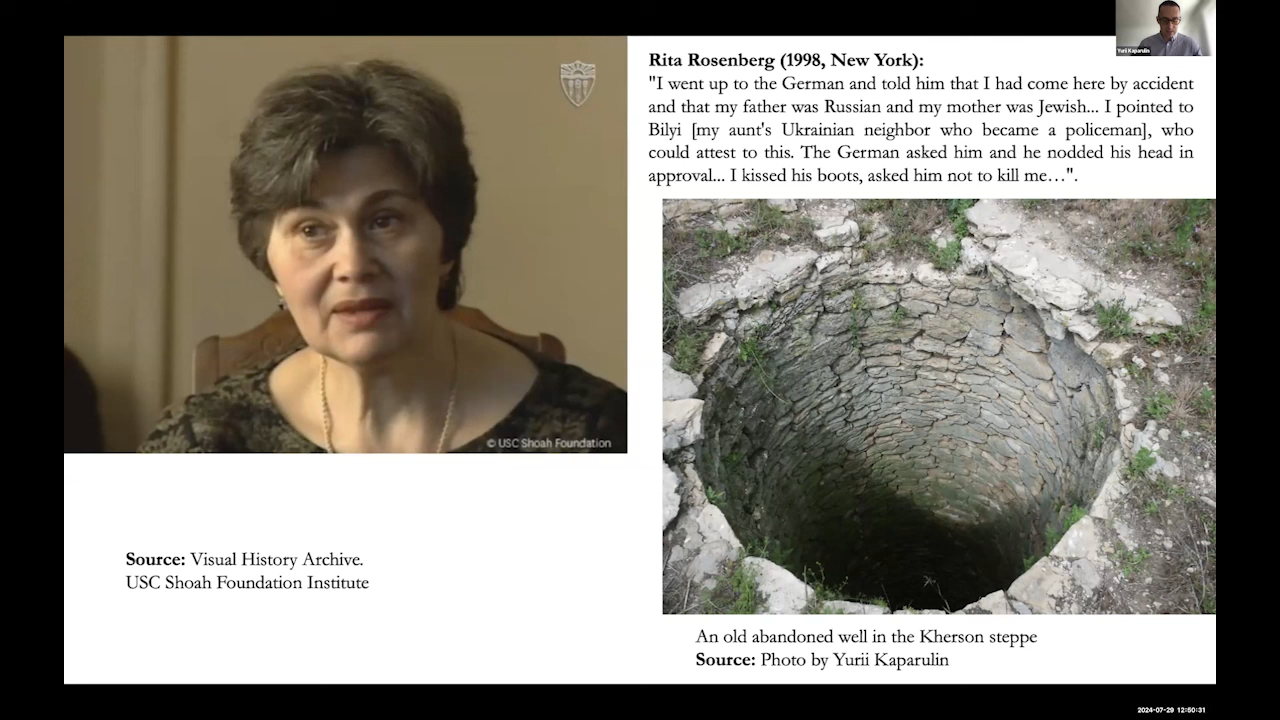 Yurii Kaparulin
Rita Rosenberg (1998, New York):
"I went up to the German and told him that I had come here by accident
and that my father was Russian and my mother was Jewish... I pointed to
Bilyi [my aunt's Ukrainian neighbor who became a policeman], who
could attest to this. The German asked him and he nodded his head in
approval... I kissed his boots, asked him not to kill me…".
© USC Shoah Foundation
Source: Visual History Archive.
USC Shoah Foundation Institute
An old abandoned well in the Kherson steppe
Source: Photo by Yurii Kaparulin
2024-07-29 12:50:31